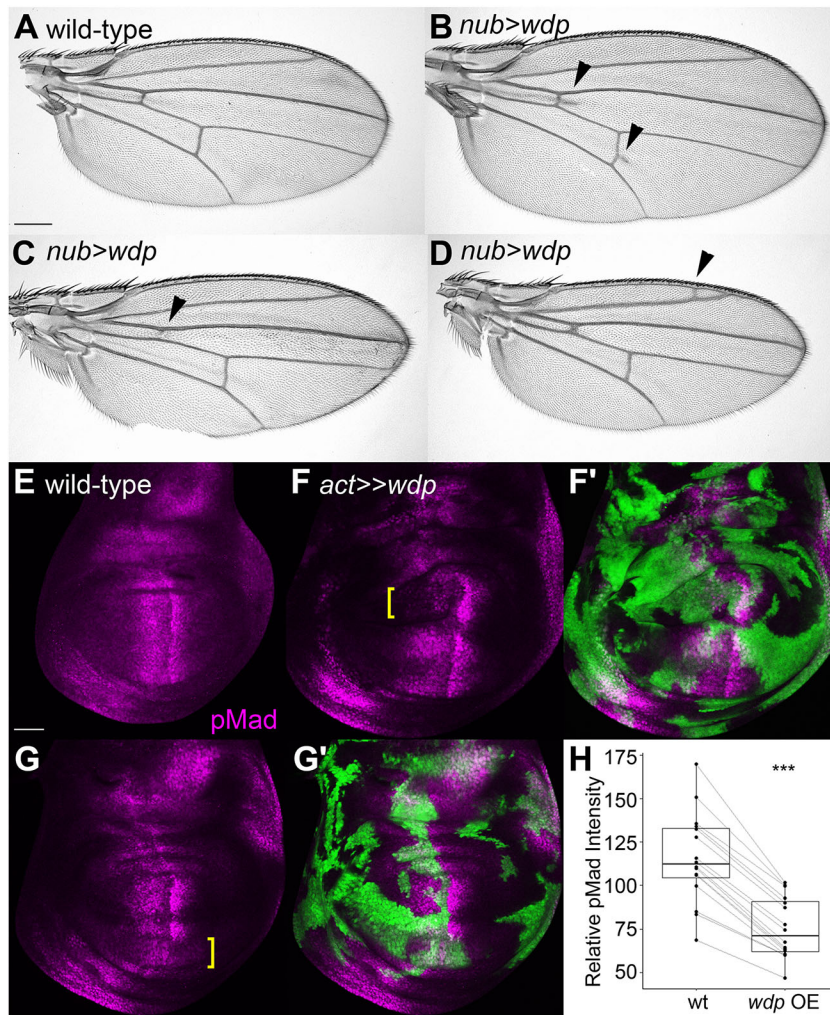 A wild-type
B nub>wdp
C nub>wdp
D nub>wdp
E wild-type
F act>>wdp
F'
pMad
G
G'
H
175
150
125
100
75
50
Relative pMad Intensity
***
wt
wdp OE